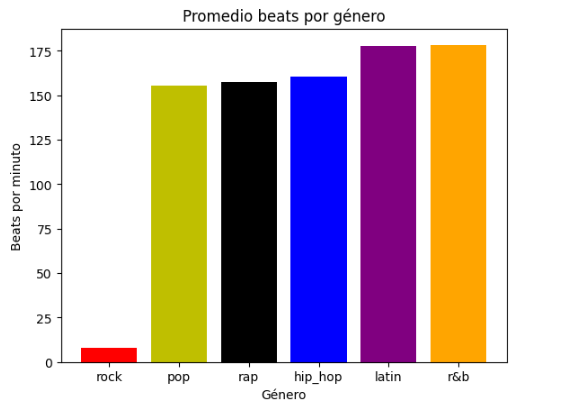 Promedio beats por género
Beats por minuto
175
150
125
100
75
50
25
0
rock pop rap hip_hop latin r&b
Género